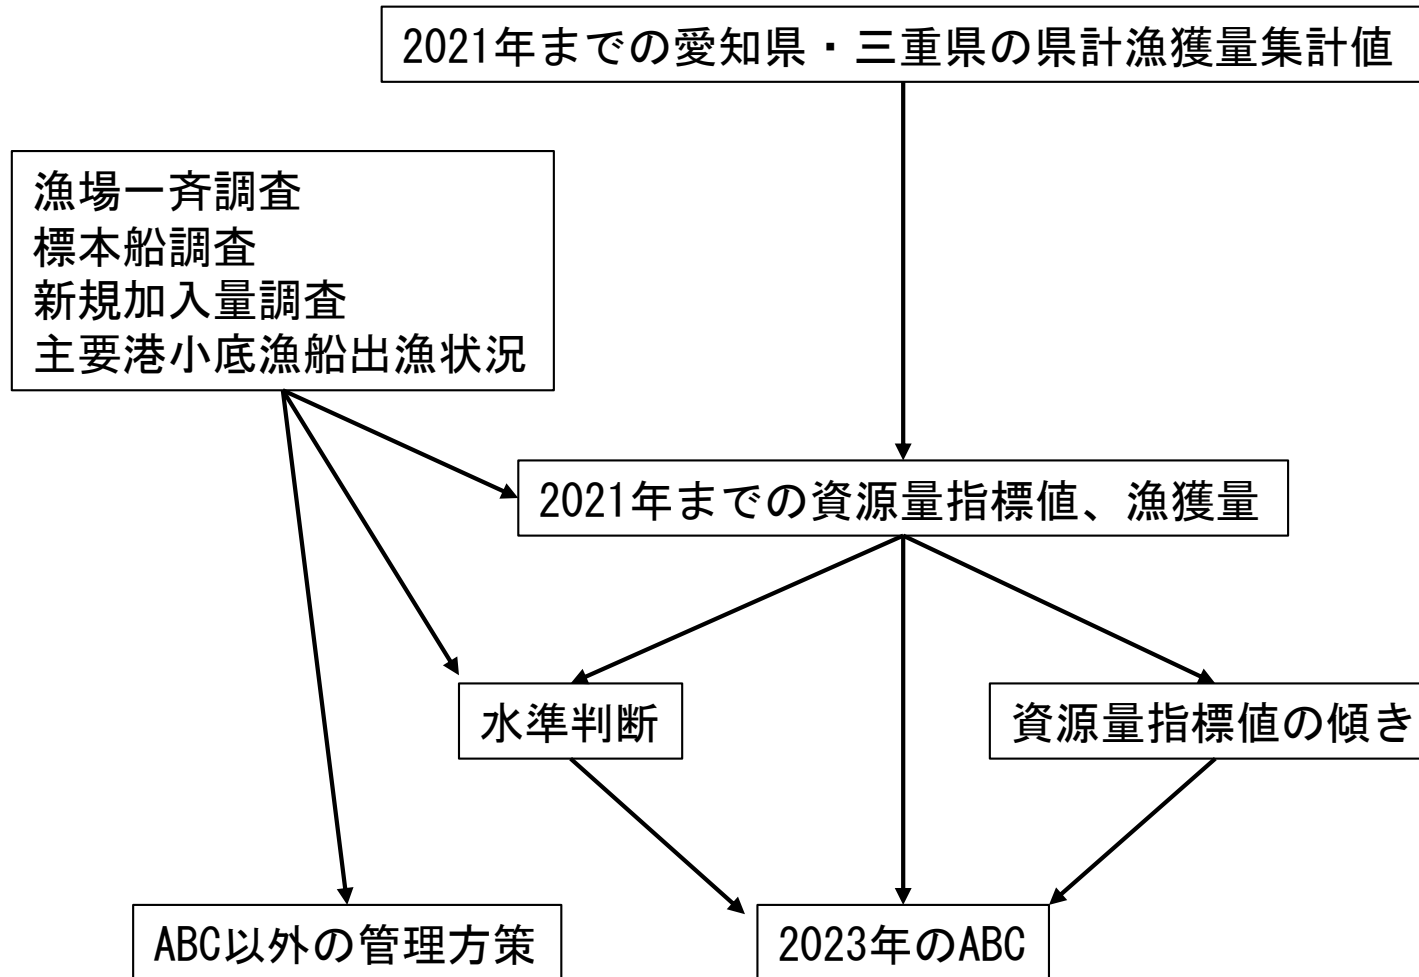 2021年までの愛知県・三重県の県計漁獲量集計値
漁場一斉調査
標本船調査
新規加入量調査
主要港小底漁船出漁状況
2021年までの資源量指標値、漁獲量
水準判断
資源量指標値の傾き
ABC以外の管理方策
2023年のABC